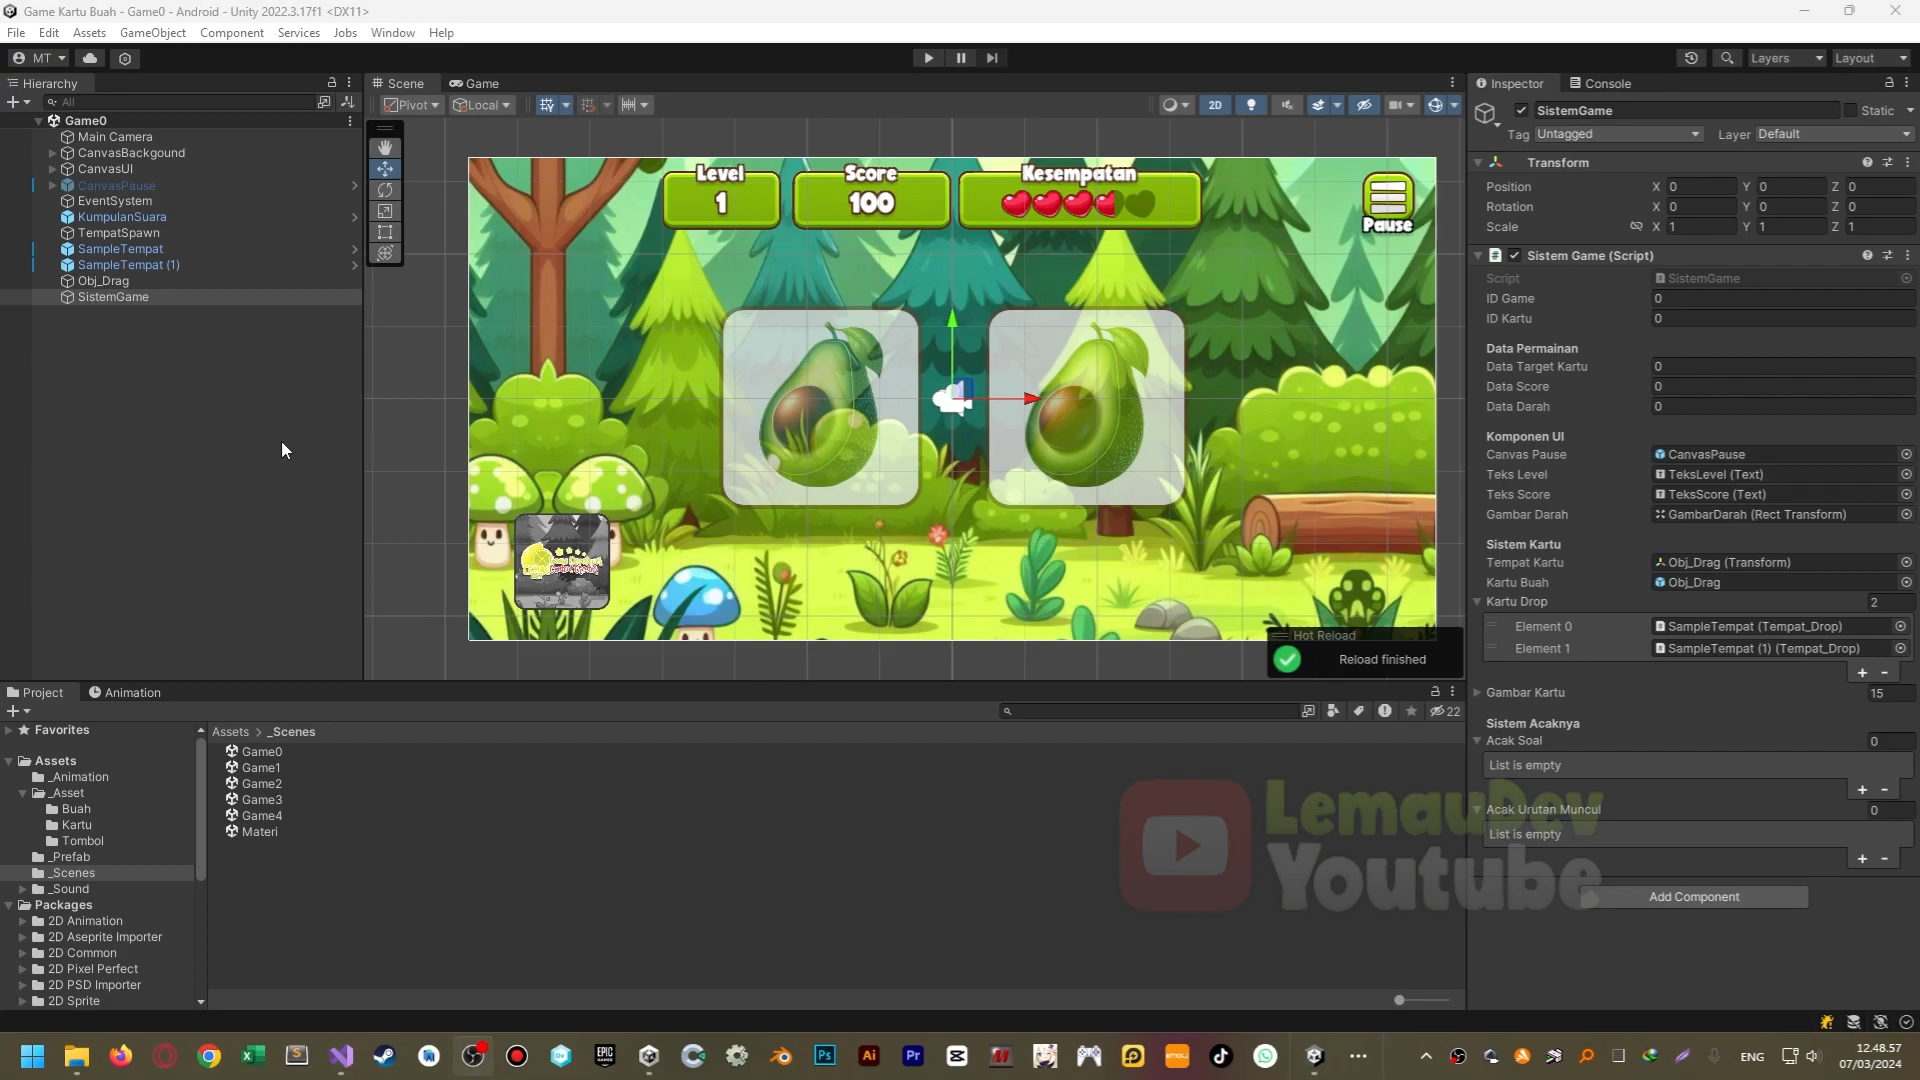 Game Kartu Buah - Game0 - Android - Unity 2022.3.17f1 <DX11>
File Edit Assets GameObject Component Services Jobs Window Help
MT
Layers
Layout
Hierarchy
All
Game0
Main Camera
CanvasBackgound
CanvasUI
CanvasPause
EventSystem
KumpulanSuara
TempatSpawn
SampleTempat
SampleTempat (1)
Obj_Drag
SistemGame
Scene
Game
Pivot
Local
2D
Level
1
Score
100
Kesempatan
Pause
Hot Reload
Reload finished
Inspector
Console
SistemGame
Static
Tag Untagged
Layer Default
Transform
Position X 0 Y 0 Z 0
Rotation X 0 Y 0 Z 0
Scale X 1 Y 1 Z 1
Sistem Game (Script)
Script SistemGame
ID Game 0
ID Kartu 0
Data Permainan
Data Target Kartu 0
Data Score 0
Data Darah 0
Komponen UI
Canvas Pause CanvasPause
Teks Level TeksLevel (Text)
Teks Score TeksScore (Text)
Gambar Darah GambarDarah (Rect Transform)
Sistem Kartu
Tempat Kartu Obj_Drag (Transform)
Kartu Buah Obj_Drag
Kartu Drop 2
Element 0 SampleTempat (Tempat_Drop)
Element 1 SampleTempat (1) (Tempat_Drop)
Gambar Kartu 15
Sistem Acaknya
Acak Soal 0
List is empty
Acak Urutan Muncul 0
List is empty
Add Component
Project
Animation
22
Favorites
Assets
_Animation
_Asset
Buah
Kartu
Tombol
_Prefab
_Scenes
_Sound
Packages
2D Animation
2D Aseprite Importer
2D Common
2D Pixel Perfect
2D PSD Importer
2D Sprite
Assets > _Scenes
Game0
Game1
Game2
Game3
Game4
Materi
LemauDev
Youtube
ENG
12.48.57
07/03/2024